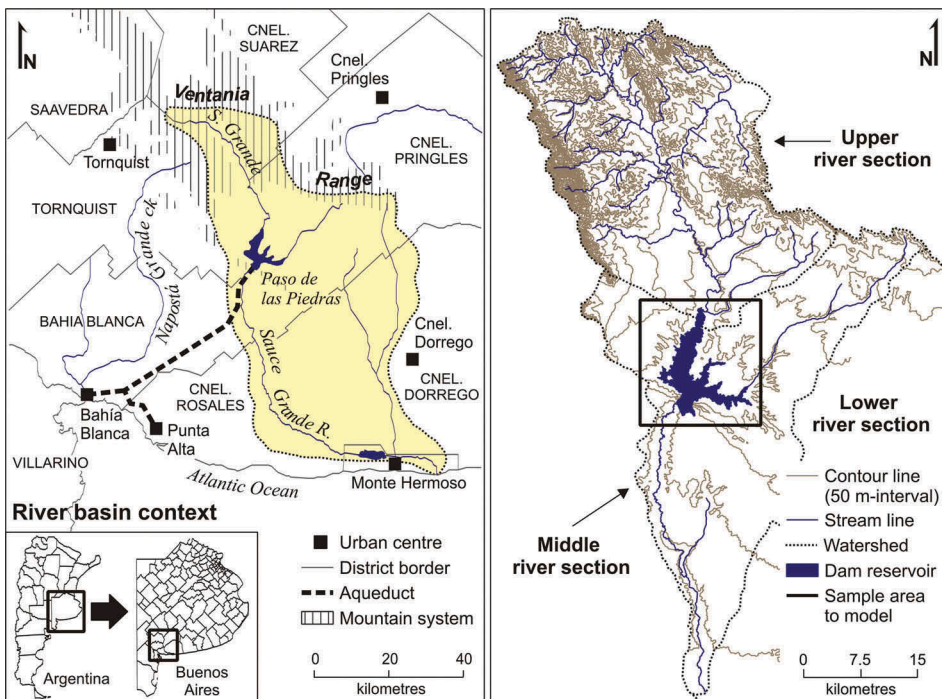 N
CNEL.
SUAREZ
Cnel.
Pringles
SAAVEDRA
Ventania
S. Grande
Tornquist
CNEL.
PRINGLES
Range
TORNQUIST
Napostá Grande ck
Paso de
las Piedras
BAHIA BLANCA
Sauce
Grande R.
Cnel.
Dorrego
CNEL.
DORREGO
CNEL.
ROSALES
Bahía
Blanca
Punta
Alta
VILLARINO
Monte Hermoso
Atlantic Ocean
River basin context
Argentina
Buenos
Aires
Urban centre
District border
Aqueduct
Mountain system
0 20 40
kilometres
N
Upper
river section
Lower
river section
Middle
river section
Contour line
(50 m-interval)
Stream line
Watershed
Dam reservoir
Sample area
to model
0 7.5 15
kilometres